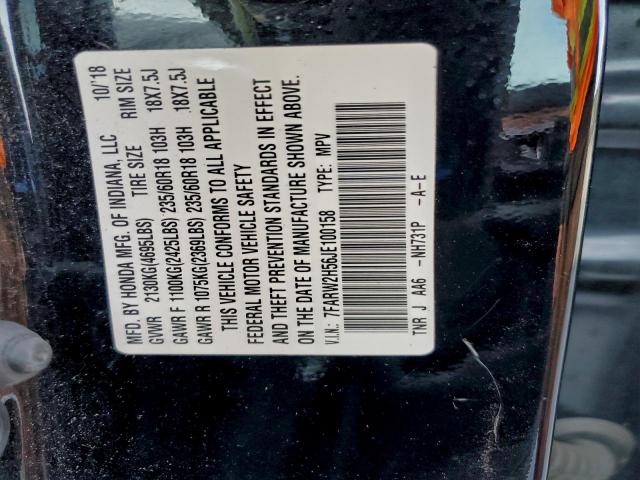 MFD. BY HONDA MFG. OF INDIANA, LLC 10/'18
GVWR 2130KG(4695LBS) TIRE SIZE RIM SIZE
GAWR F 1100KG(2425LBS) 235/60R18 103H 18X7.5J
GAWR R 1075KG(2369LBS) 235/60R18 103H 18X7.5J
THIS VEHICLE CONFORMS TO ALL APPLICABLE
FEDERAL MOTOR VEHICLE SAFETY
AND THEFT PREVENTION STANDARDS IN EFFECT
ON THE DATE OF MANUFACTURE SHOWN ABOVE.
V.I.N.: 7FARW2H56JE100158 TYPE: MPV
TNR J AA6 -NH731P -A-E